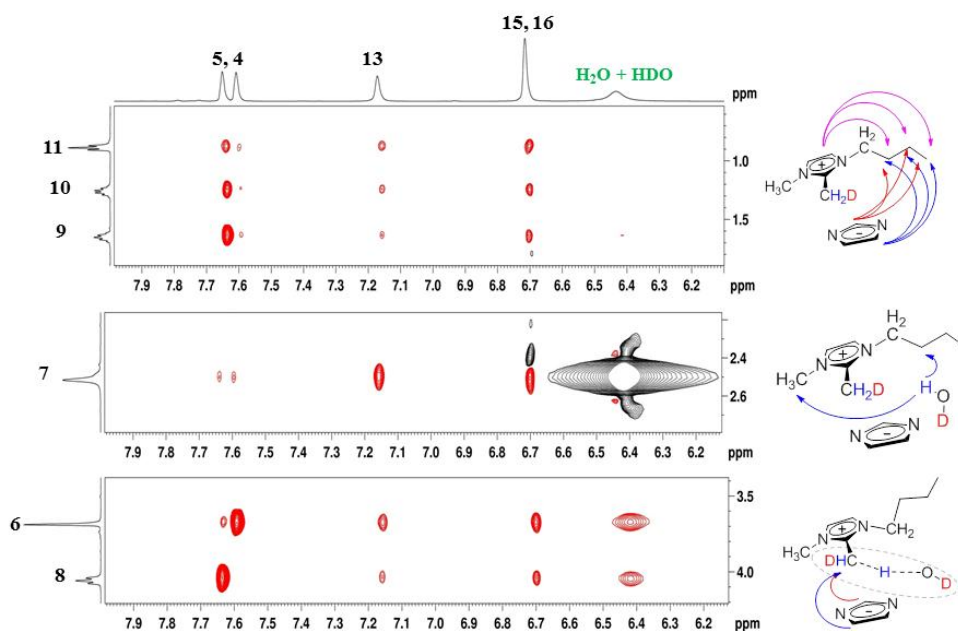 15, 16
5, 4
13
H₂O + HDO
ppm
11
10
9
1.0
1.5
7.9 7.8 7.7 7.6 7.5 7.4 7.3 7.2 7.1 7.0 6.9 6.8 6.7 6.6 6.5 6.4 6.3 6.2 ppm
CH₂
N
+
N
H₃C
CH₂D
N N
-
7
2.4
2.6
7.9 7.8 7.7 7.6 7.5 7.4 7.3 7.2 7.1 7.0 6.9 6.8 6.7 6.6 6.5 6.4 6.3 6.2 ppm
CH₂
N
+
N
H₃C
CH₂D
H
O
D
N N
-
6
8
3.5
4.0
7.9 7.8 7.7 7.6 7.5 7.4 7.3 7.2 7.1 7.0 6.9 6.8 6.7 6.6 6.5 6.4 6.3 6.2 ppm
N
+
N
CH₂
H₃C
DHC H O
D
N N
-